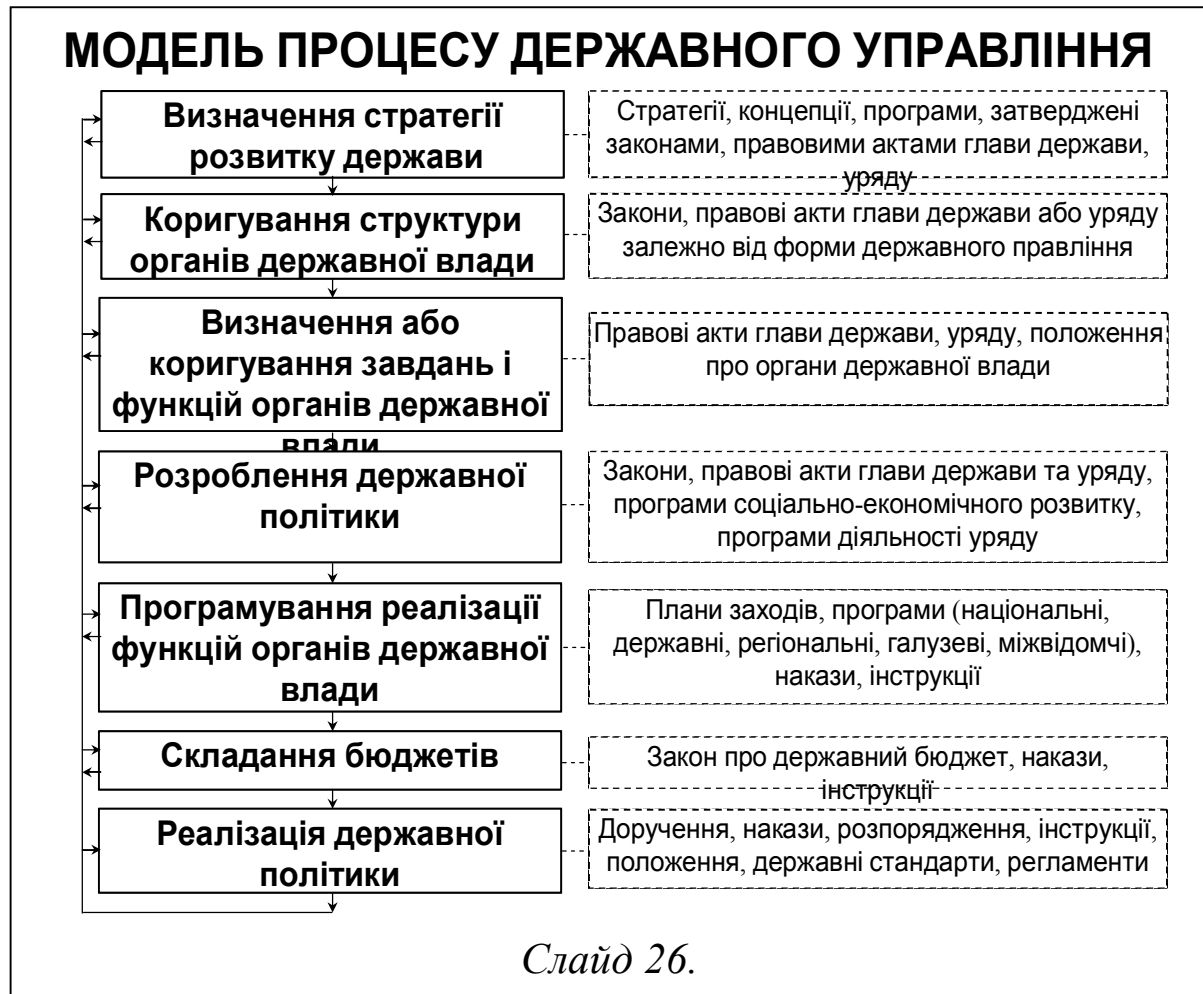 МОДЕЛЬ ПРОЦЕСУ ДЕРЖАВНОГО УПРАВЛІННЯ
Визначення стратегії
розвитку держави
Стратегії, концепції, програми, затверджені
законами, правовими актами глави держави,
уряду
Коригування структури
органів державної влади
Закони, правові акти глави держави або уряду
залежно від форми державного правління
Визначення або
коригування завдань і
функцій органів державної
влади
Правові акти глави держави, уряду, положення
про органи державної влади
Розроблення державної
політики
Закони, правові акти глави держави та уряду,
програми соціально-економічного розвитку,
програми діяльності уряду
Програмування реалізації
функцій органів державної
влади
Плани заходів, програми (національні,
державні, регіональні, галузеві, міжвідомчі),
накази, інструкції
Складання бюджетів
Закон про державний бюджет, накази,
інструкції
Реалізація державної
політики
Доручення, накази, розпорядження, інструкції,
положення, державні стандарти, регламенти
Слайд 26.